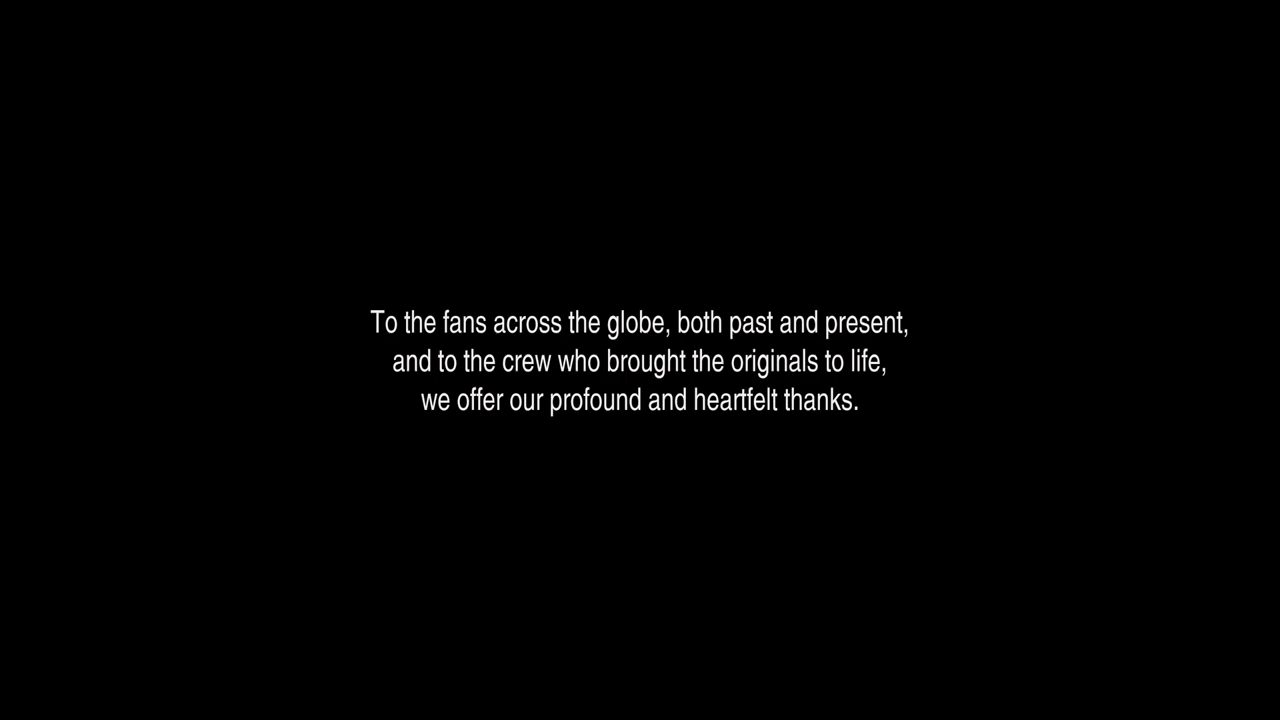 To the fans across the globe, both past and present,
and to the crew who brought the originals to life,
we offer our profound and heartfelt thanks.